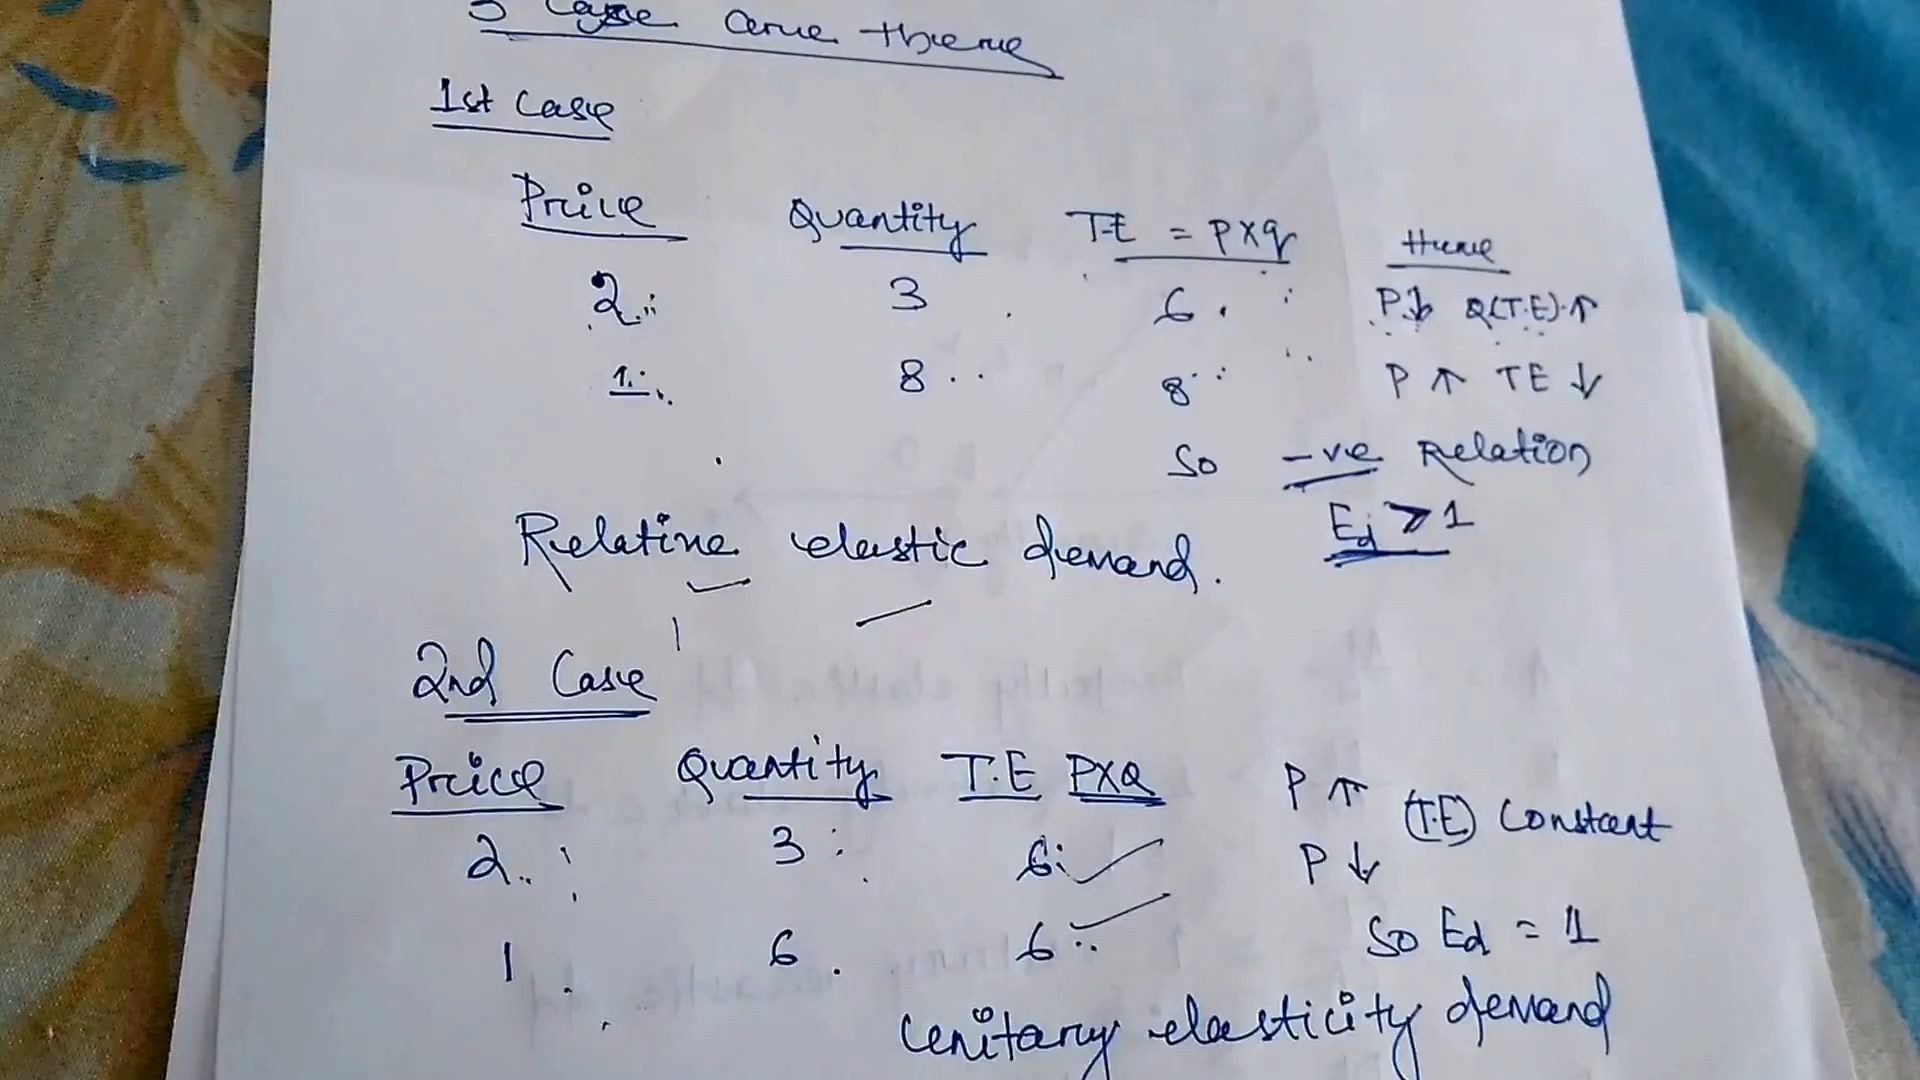 3 Case are there
1st Case
Price Quantity T.E = P×q Here
2 3 6 P↓ Q(T.E)↑
1 8 8 P↑ TE↓
So -ve Relation
Relative elastic demand. Ed >1
2nd Case
Price Quantity T.E P×Q P↑ (T.E) Constant
2 3 6 P↓
1 6 6 So Ed = 1
Unitary elasticity demand